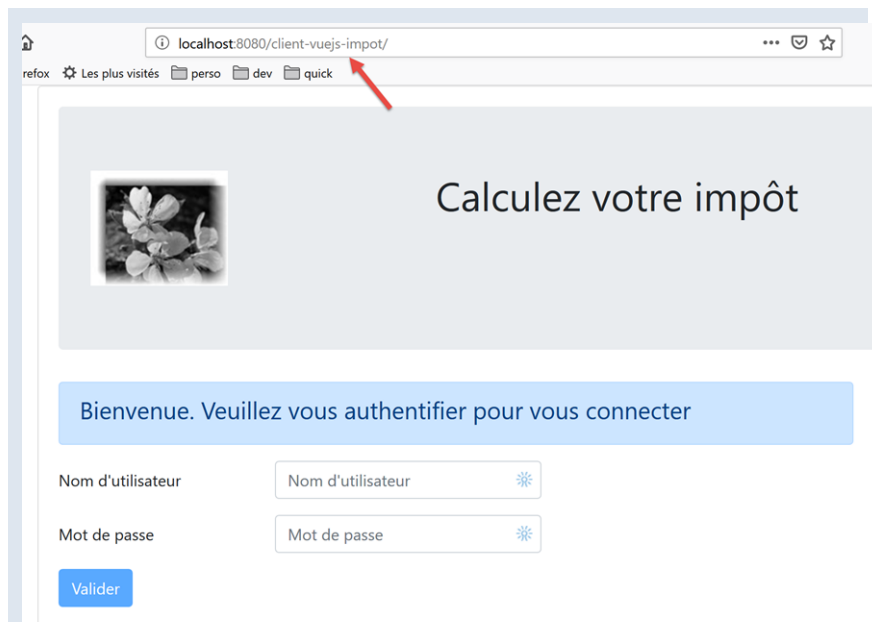 localhost:8080/client-vuejs-impot/
refox Les plus visités perso dev quick
Calculez votre impôt
Bienvenue. Veuillez vous authentifier pour vous connecter
Nom d'utilisateur Nom d'utilisateur
Mot de passe Mot de passe
Valider